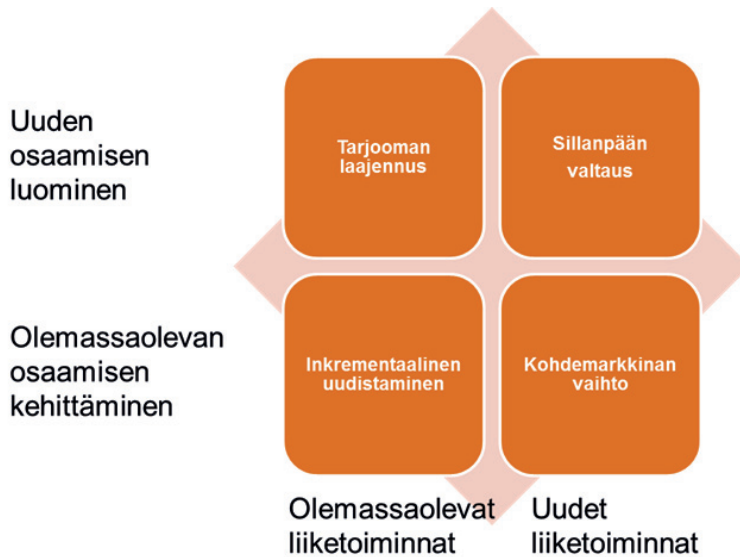 Uuden
osaamisen
luominen
Tarjooman
laajennus
Sillanpään
valtaus
Olemassaolevan
osaamisen
kehittäminen
Inkrementaalinen
uudistaminen
Kohdemarkkinan
vaihto
Olemassaolevat
liiketoiminnat
Uudet
liiketoiminnat